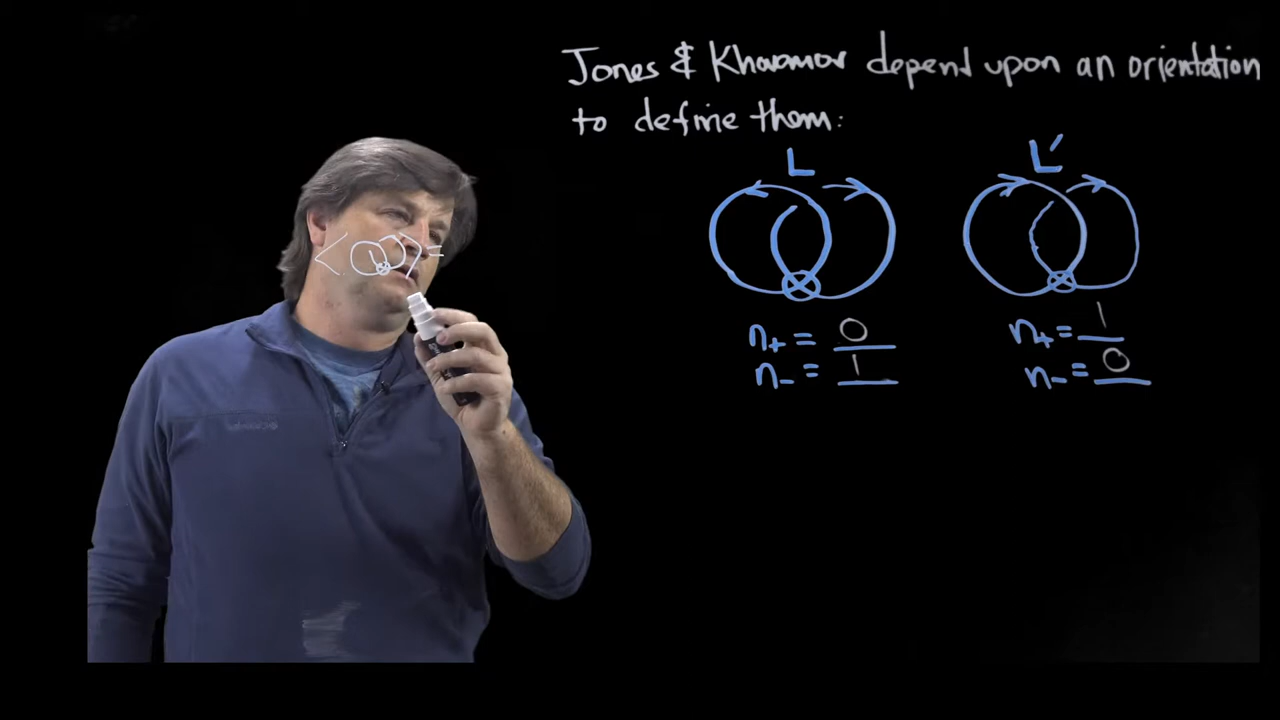 Jones & Khovanov depend upon an orientation
to define them:
L L′
n+ = 0 n+ = 1
n- = 1 n- = 0
< > =